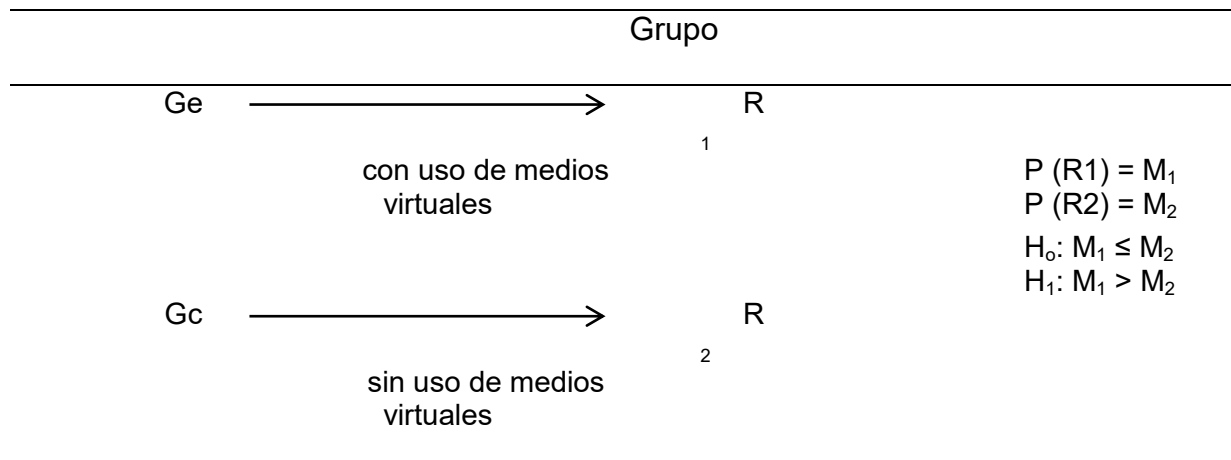 Grupo
Ge R
1
con uso de medios
virtuales
P (R1) = M₁
P (R2) = M₂
Hₒ: M₁ ≤ M₂
H₁: M₁ > M₂
Gc R
2
sin uso de medios
virtuales